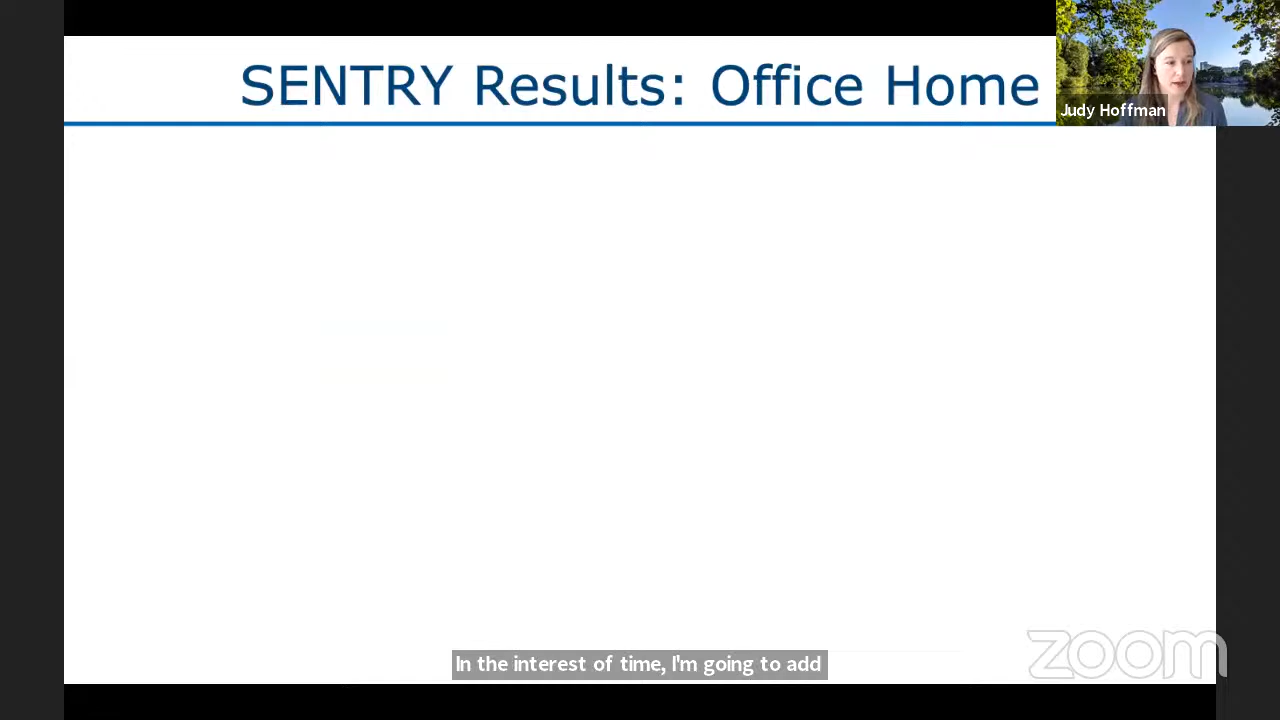 SENTRY Results: Office Home
Judy Hoffman
In the interest of time, I'm going to add
zoom